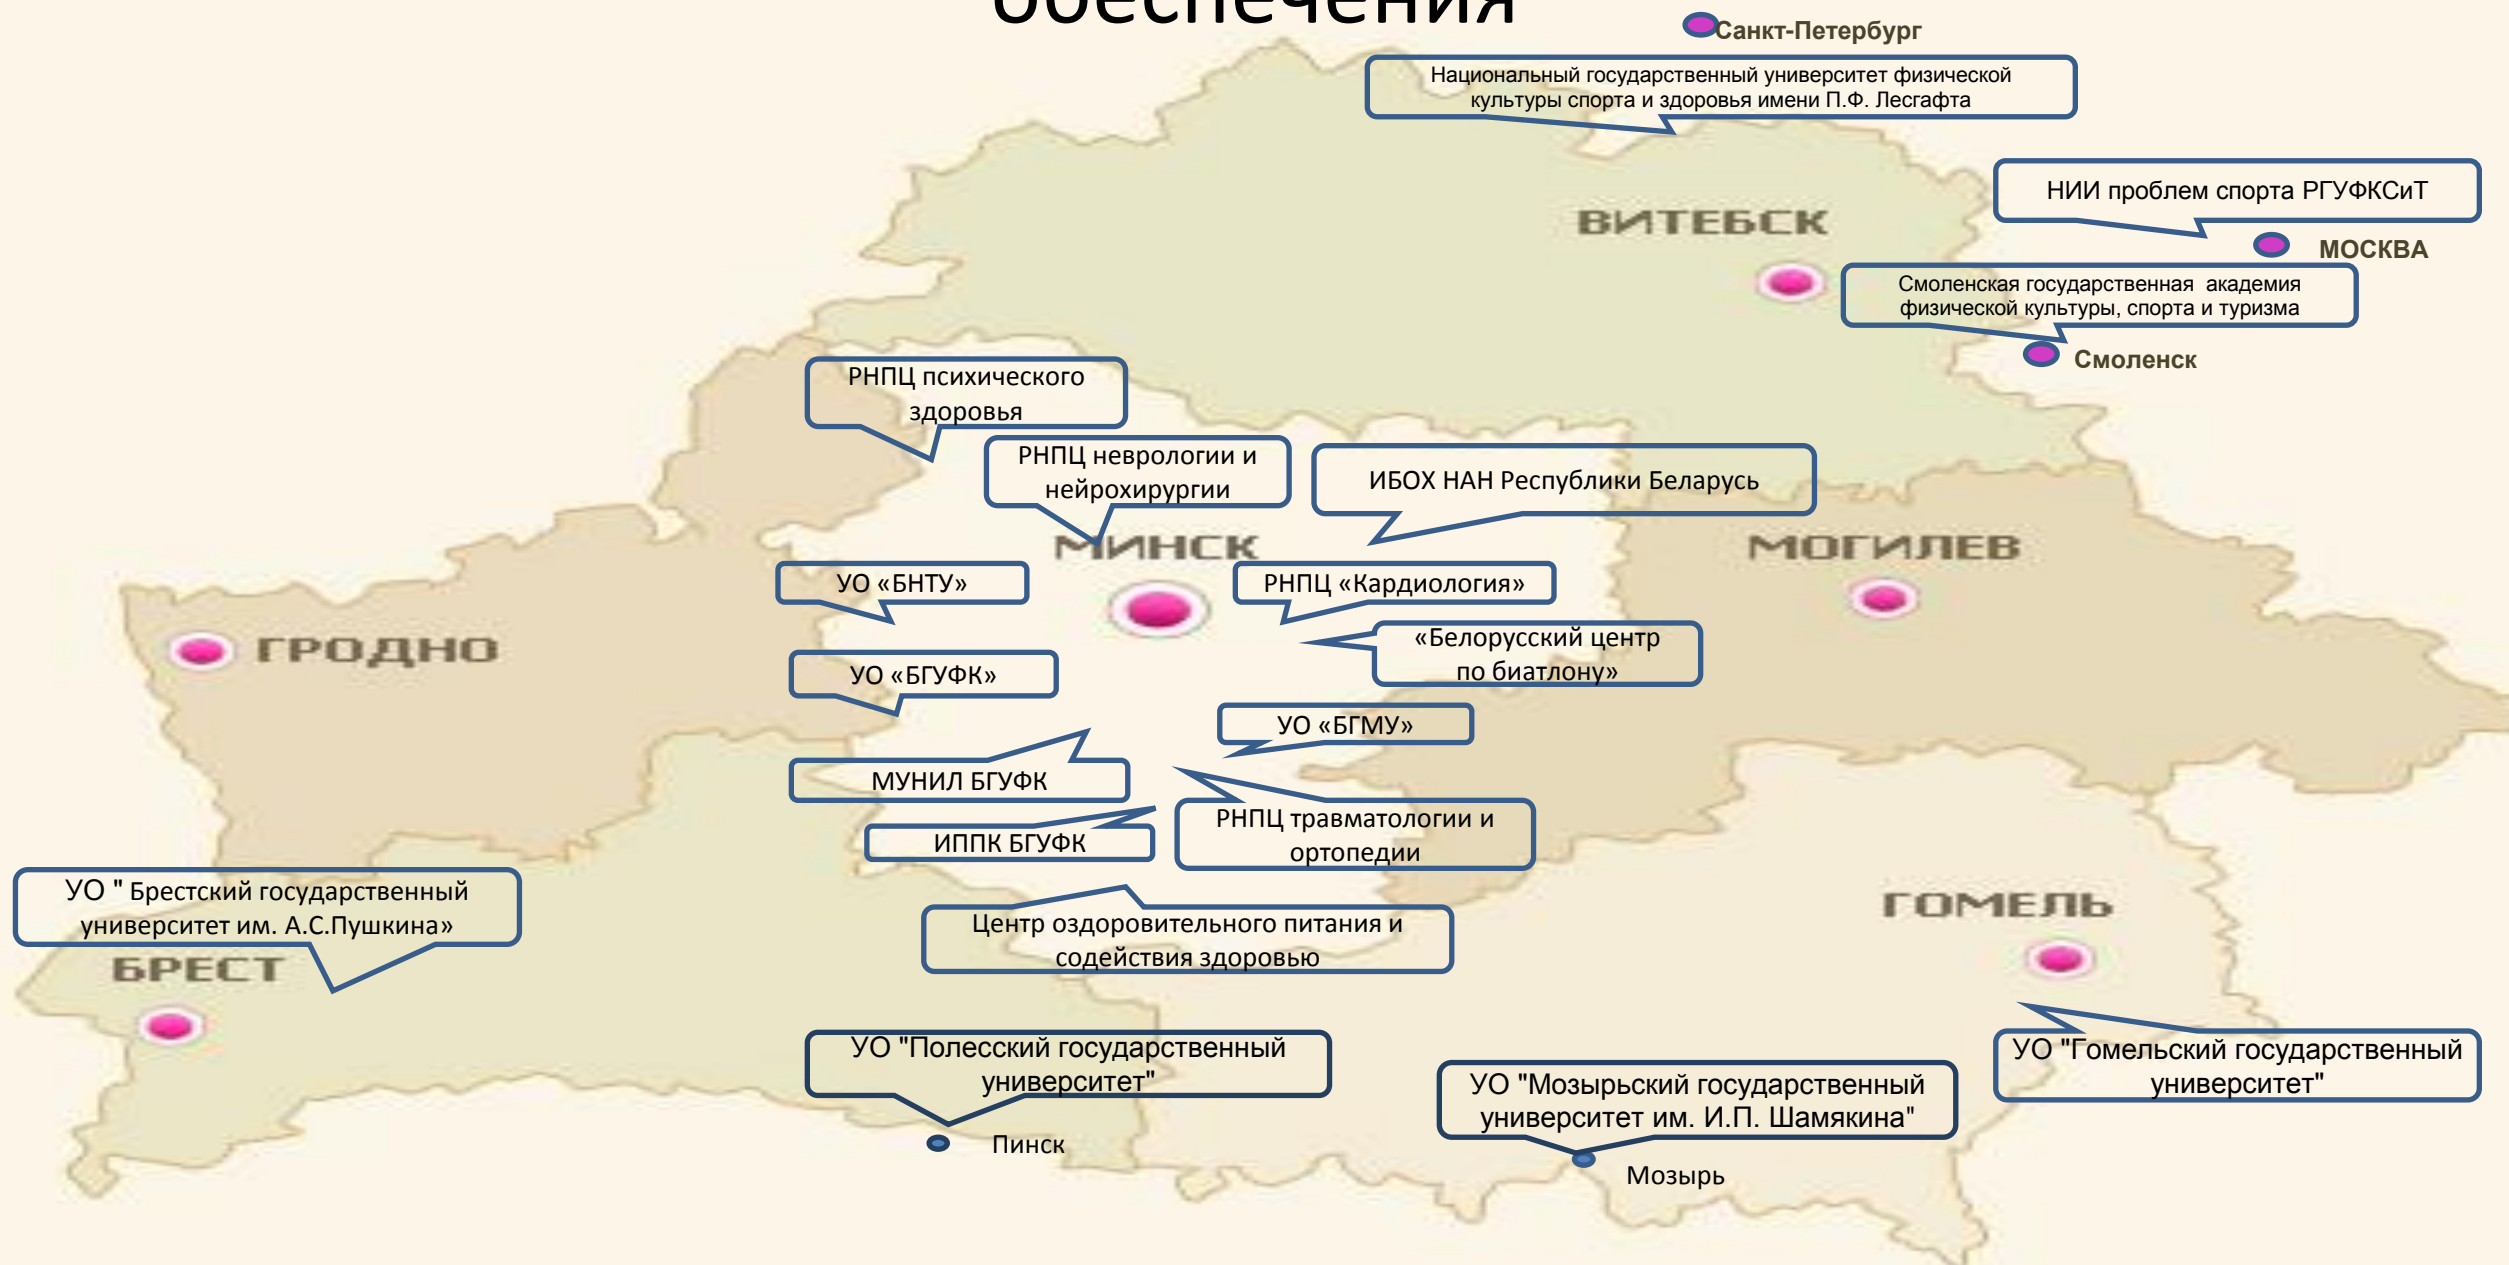 обеспечения
Санкт-Петербург
Национальный государственный университет физической
культуры спорта и здоровья имени П.Ф. Лесгафта
НИИ проблем спорта РГУФКСиТ
ВИТЕБСК
МОСКВА
Смоленская государственная академия
физической культуры, спорта и туризма
Смоленск
РНПЦ психического
здоровья
РНПЦ неврологии и
нейрохирургии
ИБОХ НАН Республики Беларусь
МИНСК
МОГИЛЕВ
УО «БНТУ»
РНПЦ «Кардиология»
ГРОДНО
«Белорусский центр
по биатлону»
УО «БГУФК»
УО «БГМУ»
МУНИЛ БГУФК
РНПЦ травматологии и
ортопедии
ИППК БГУФК
УО " Брестский государственный
университет им. А.С.Пушкина»
ГОМЕЛЬ
Центр оздоровительного питания и
содействия здоровью
БРЕСТ
УО "Полесский государственный
университет"
УО "Гомельский государственный
университет"
УО "Мозырьский государственный
университет им. И.П. Шамякина"
Пинск
Мозырь